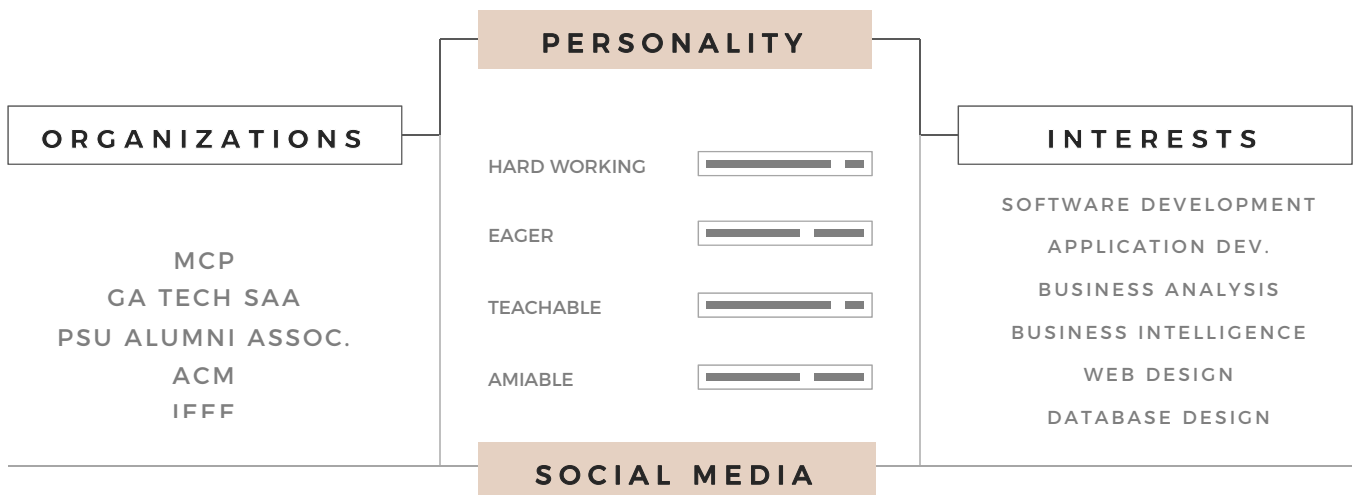 PERSONALITY
ORGANIZATIONS
MCP
GA TECH SAA
PSU ALUMNI ASSOC.
ACM
IEEE
HARD WORKING
EAGER
TEACHABLE
AMIABLE
INTERESTS
SOFTWARE DEVELOPMENT
APPLICATION DEV.
BUSINESS ANALYSIS
BUSINESS INTELLIGENCE
WEB DESIGN
DATABASE DESIGN
SOCIAL MEDIA